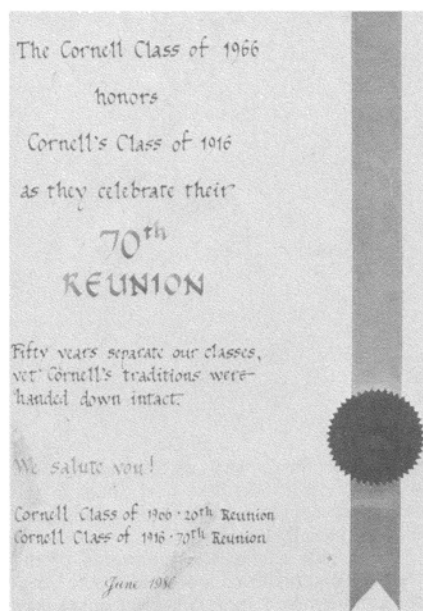 The Cornell Class of 1966
honors
Cornell's Class of 1916
as they celebrate their
70th
REUNION
Fifty years separate our classes,
yet Cornell's traditions were
handed down intact.
We salute you!
Cornell Class of 1966 · 20th Reunion
Cornell Class of 1916 · 70th Reunion
June 1986